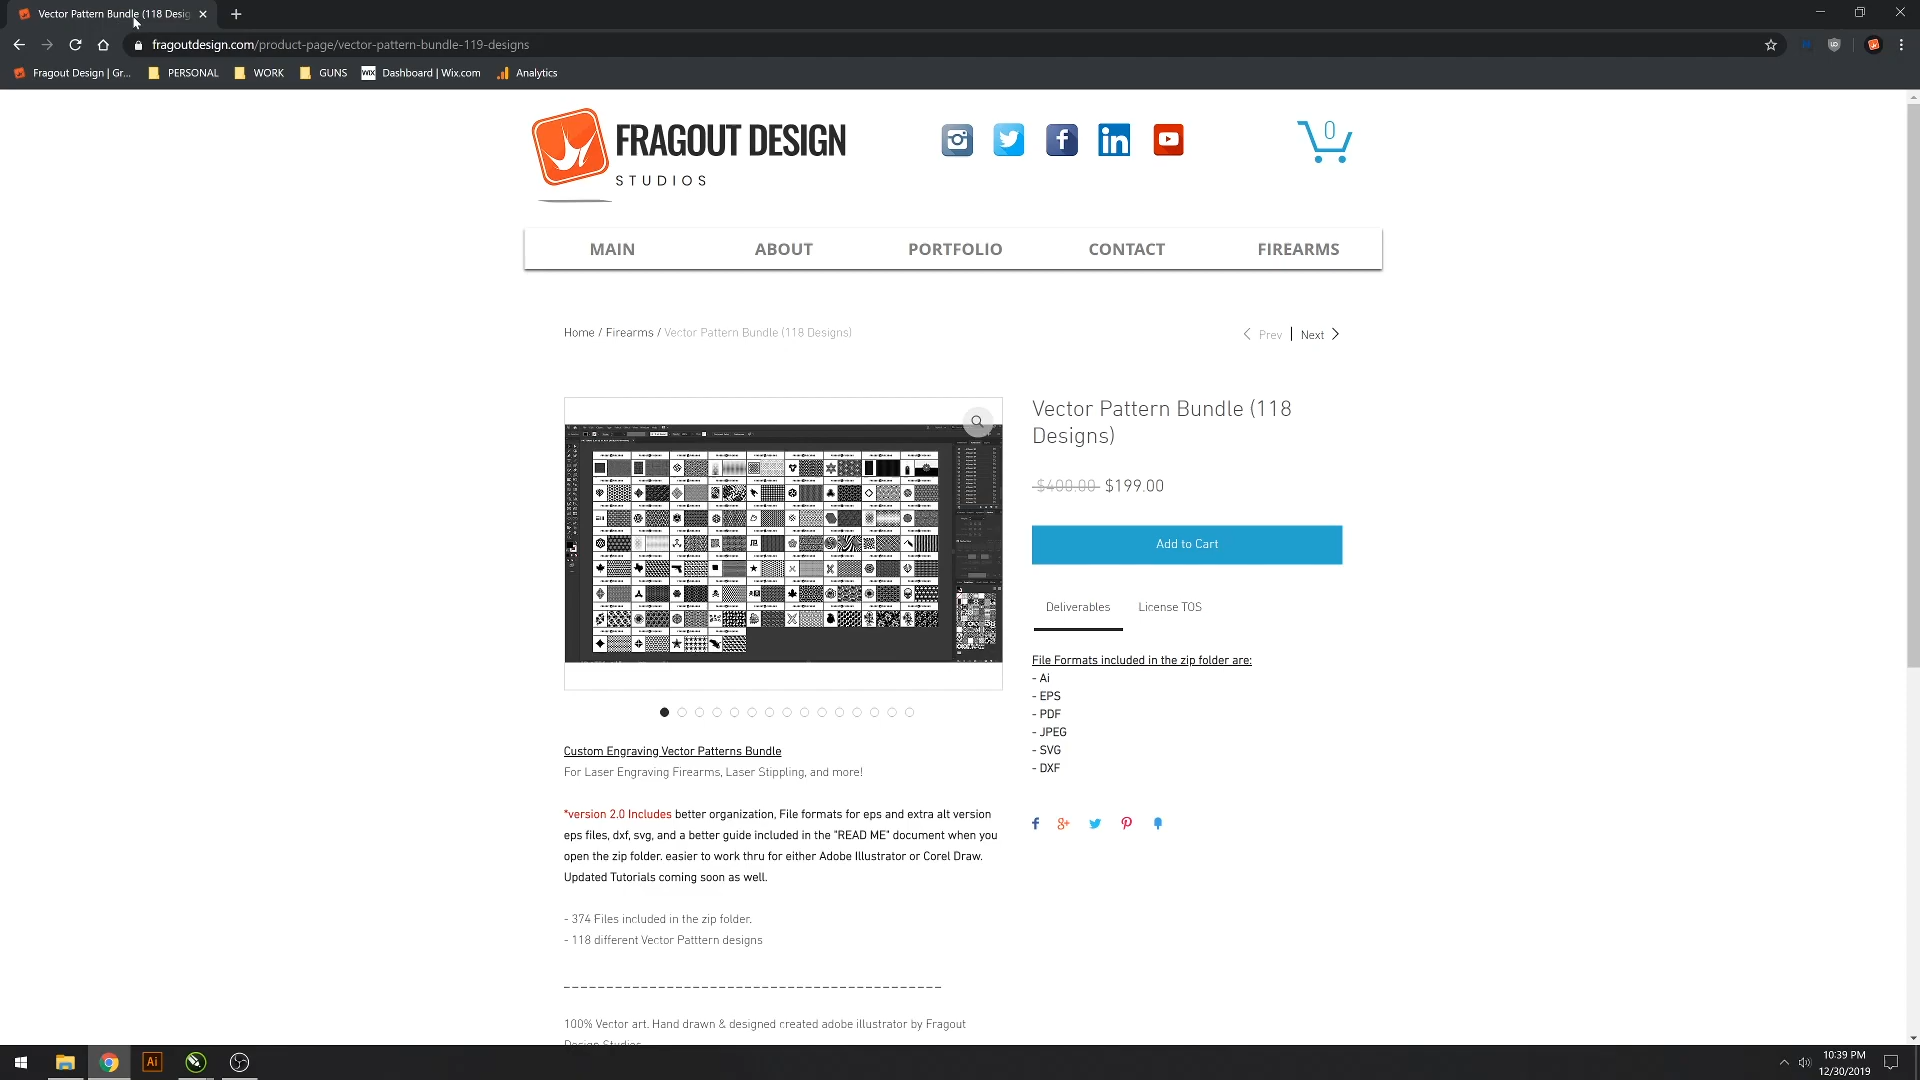 Vector Pattern Bundle (118 Desig
fragoutdesign.com/product-page/vector-pattern-bundle-119-designs
Fragout Design | Gr...
PERSONAL
WORK
GUNS
WIX
Dashboard | Wix.com
Analytics
FRAGOUT DESIGN
STUDIOS
0
MAIN
ABOUT
PORTFOLIO
CONTACT
FIREARMS
Home / Firearms / Vector Pattern Bundle (118 Designs)
Prev | Next
Vector Pattern Bundle (118
Designs)
$400.00 $199.00
Add to Cart
Deliverables
License TOS
File Formats included in the zip folder are:
- Ai
- EPS
- PDF
- JPEG
- SVG
- DXF
Custom Engraving Vector Patterns Bundle
For Laser Engraving Firearms, Laser Stippling, and more!
*version 2.0 Includes better organization, File formats for eps and extra alt version
eps files, dxf, svg, and a better guide included in the "READ ME" document when you
open the zip folder. easier to work thru for either Adobe Illustrator or Corel Draw.
Updated Tutorials coming soon as well.
- 374 Files included in the zip folder.
- 118 different Vector Patttern designs
100% Vector art. Hand drawn & designed created adobe illustrator by Fragout
Design Studios
Ai
10:39 PM
12/30/2019